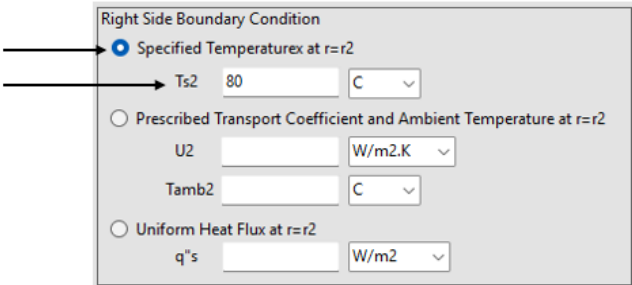 Right Side Boundary Condition
Specified Temperaturex at r=r2
Ts2 80 C
Prescribed Transport Coefficient and Ambient Temperature at r=r2
U2 W/m2.K
Tamb2 C
Uniform Heat Flux at r=r2
q"s W/m2